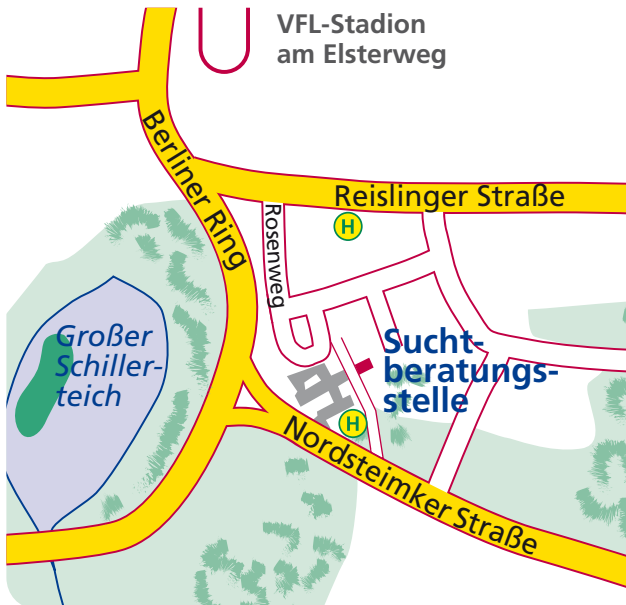 VFL-Stadion
am Elsterweg
Berliner Ring
Reislinger Straße
Rosenweg
H
Großer
Schiller-
teich
Sucht-
beratungs-
stelle
H
Nordsteimker Straße